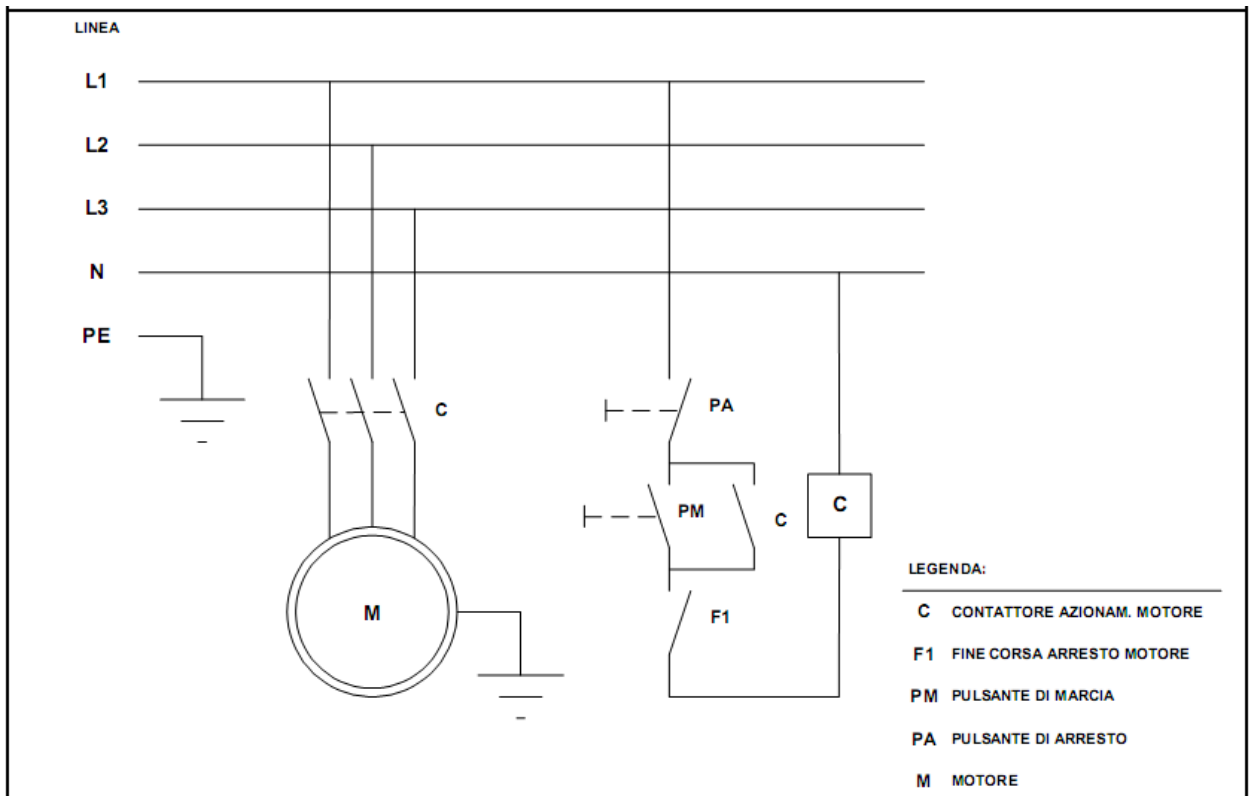 LINEA
L1
L2
L3
N
PE
C
PA
PM
C
C
F1
M
LEGENDA:
C CONTATTORE AZIONAM. MOTORE
F1 FINE CORSA ARRESTO MOTORE
PM PULSANTE DI MARCIA
PA PULSANTE DI ARRESTO
M MOTORE